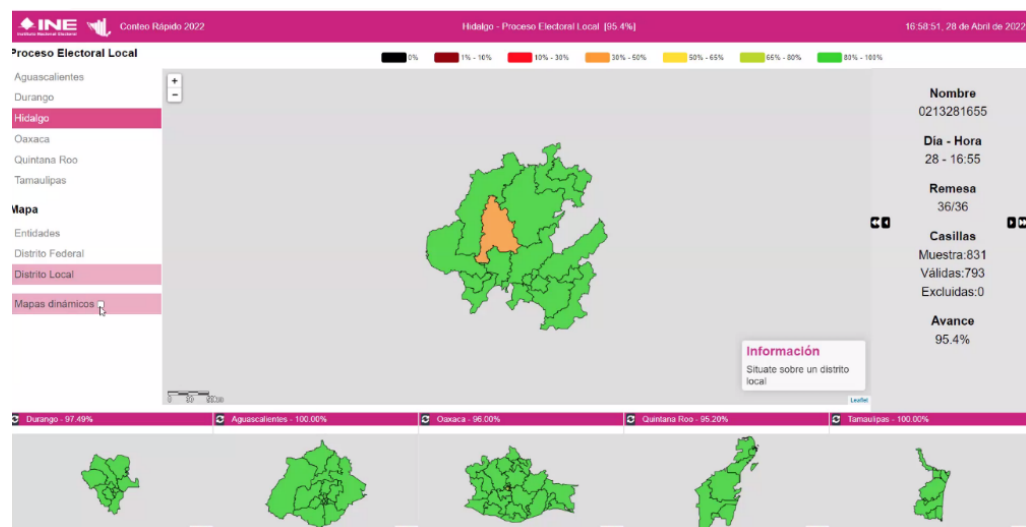 INE
Instituto Nacional Electoral
Conteo Rápido 2022
Hidalgo - Proceso Electoral Local [95.4%]
16:58:51, 28 de Abril de 2022
Proceso Electoral Local
Aguascalientes
Durango
Hidalgo
Oaxaca
Quintana Roo
Tamaulipas
Mapa
Entidades
Distrito Federal
Distrito Local
Mapas dinámicos
0%
1% - 10%
10% - 30%
30% - 50%
50% - 65%
65% - 80%
80% - 100%
+
−
Nombre
0213281655
Día - Hora
28 - 16:55
Remesa
36/36
Casillas
Muestra:831
Válidas:793
Excluidas:0
Avance
95.4%
Información
Situate sobre un distrito
local
Leaflet
Durango - 97.49%
Aguascalientes - 100.00%
Oaxaca - 96.00%
Quintana Roo - 95.20%
Tamaulipas - 100.00%